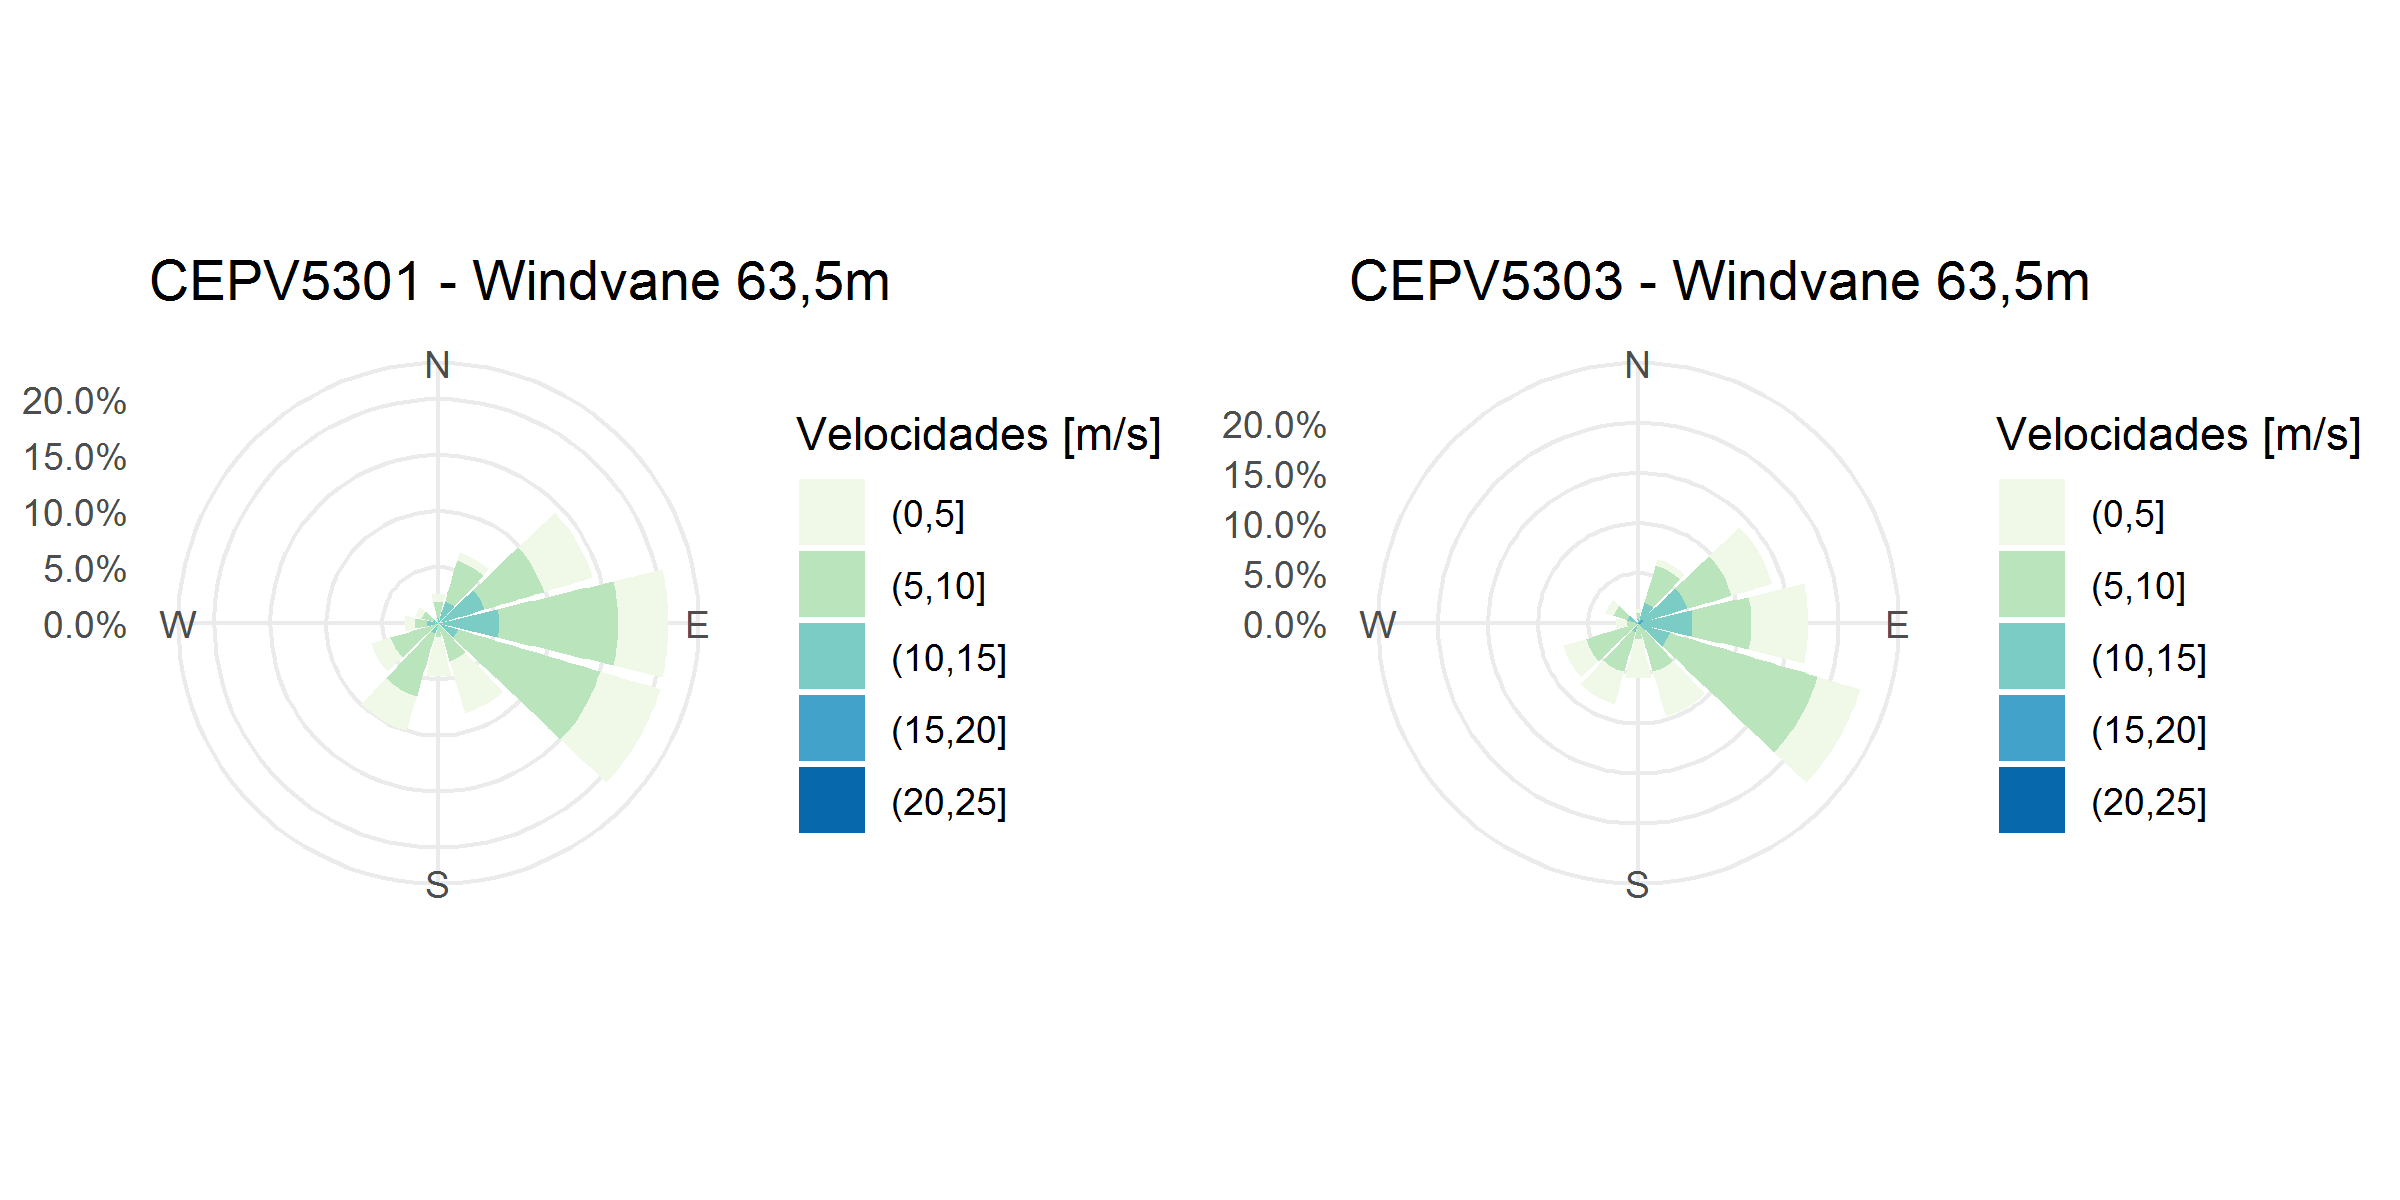 CEPV5301 - Windvane 63,5m
N
20.0%
15.0%
10.0%
5.0%
0.0%
W
E
S
Velocidades [m/s]
(0,5]
(5,10]
(10,15]
(15,20]
(20,25]
CEPV5303 - Windvane 63,5m
N
20.0%
15.0%
10.0%
5.0%
0.0%
W
E
S
Velocidades [m/s]
(0,5]
(5,10]
(10,15]
(15,20]
(20,25]